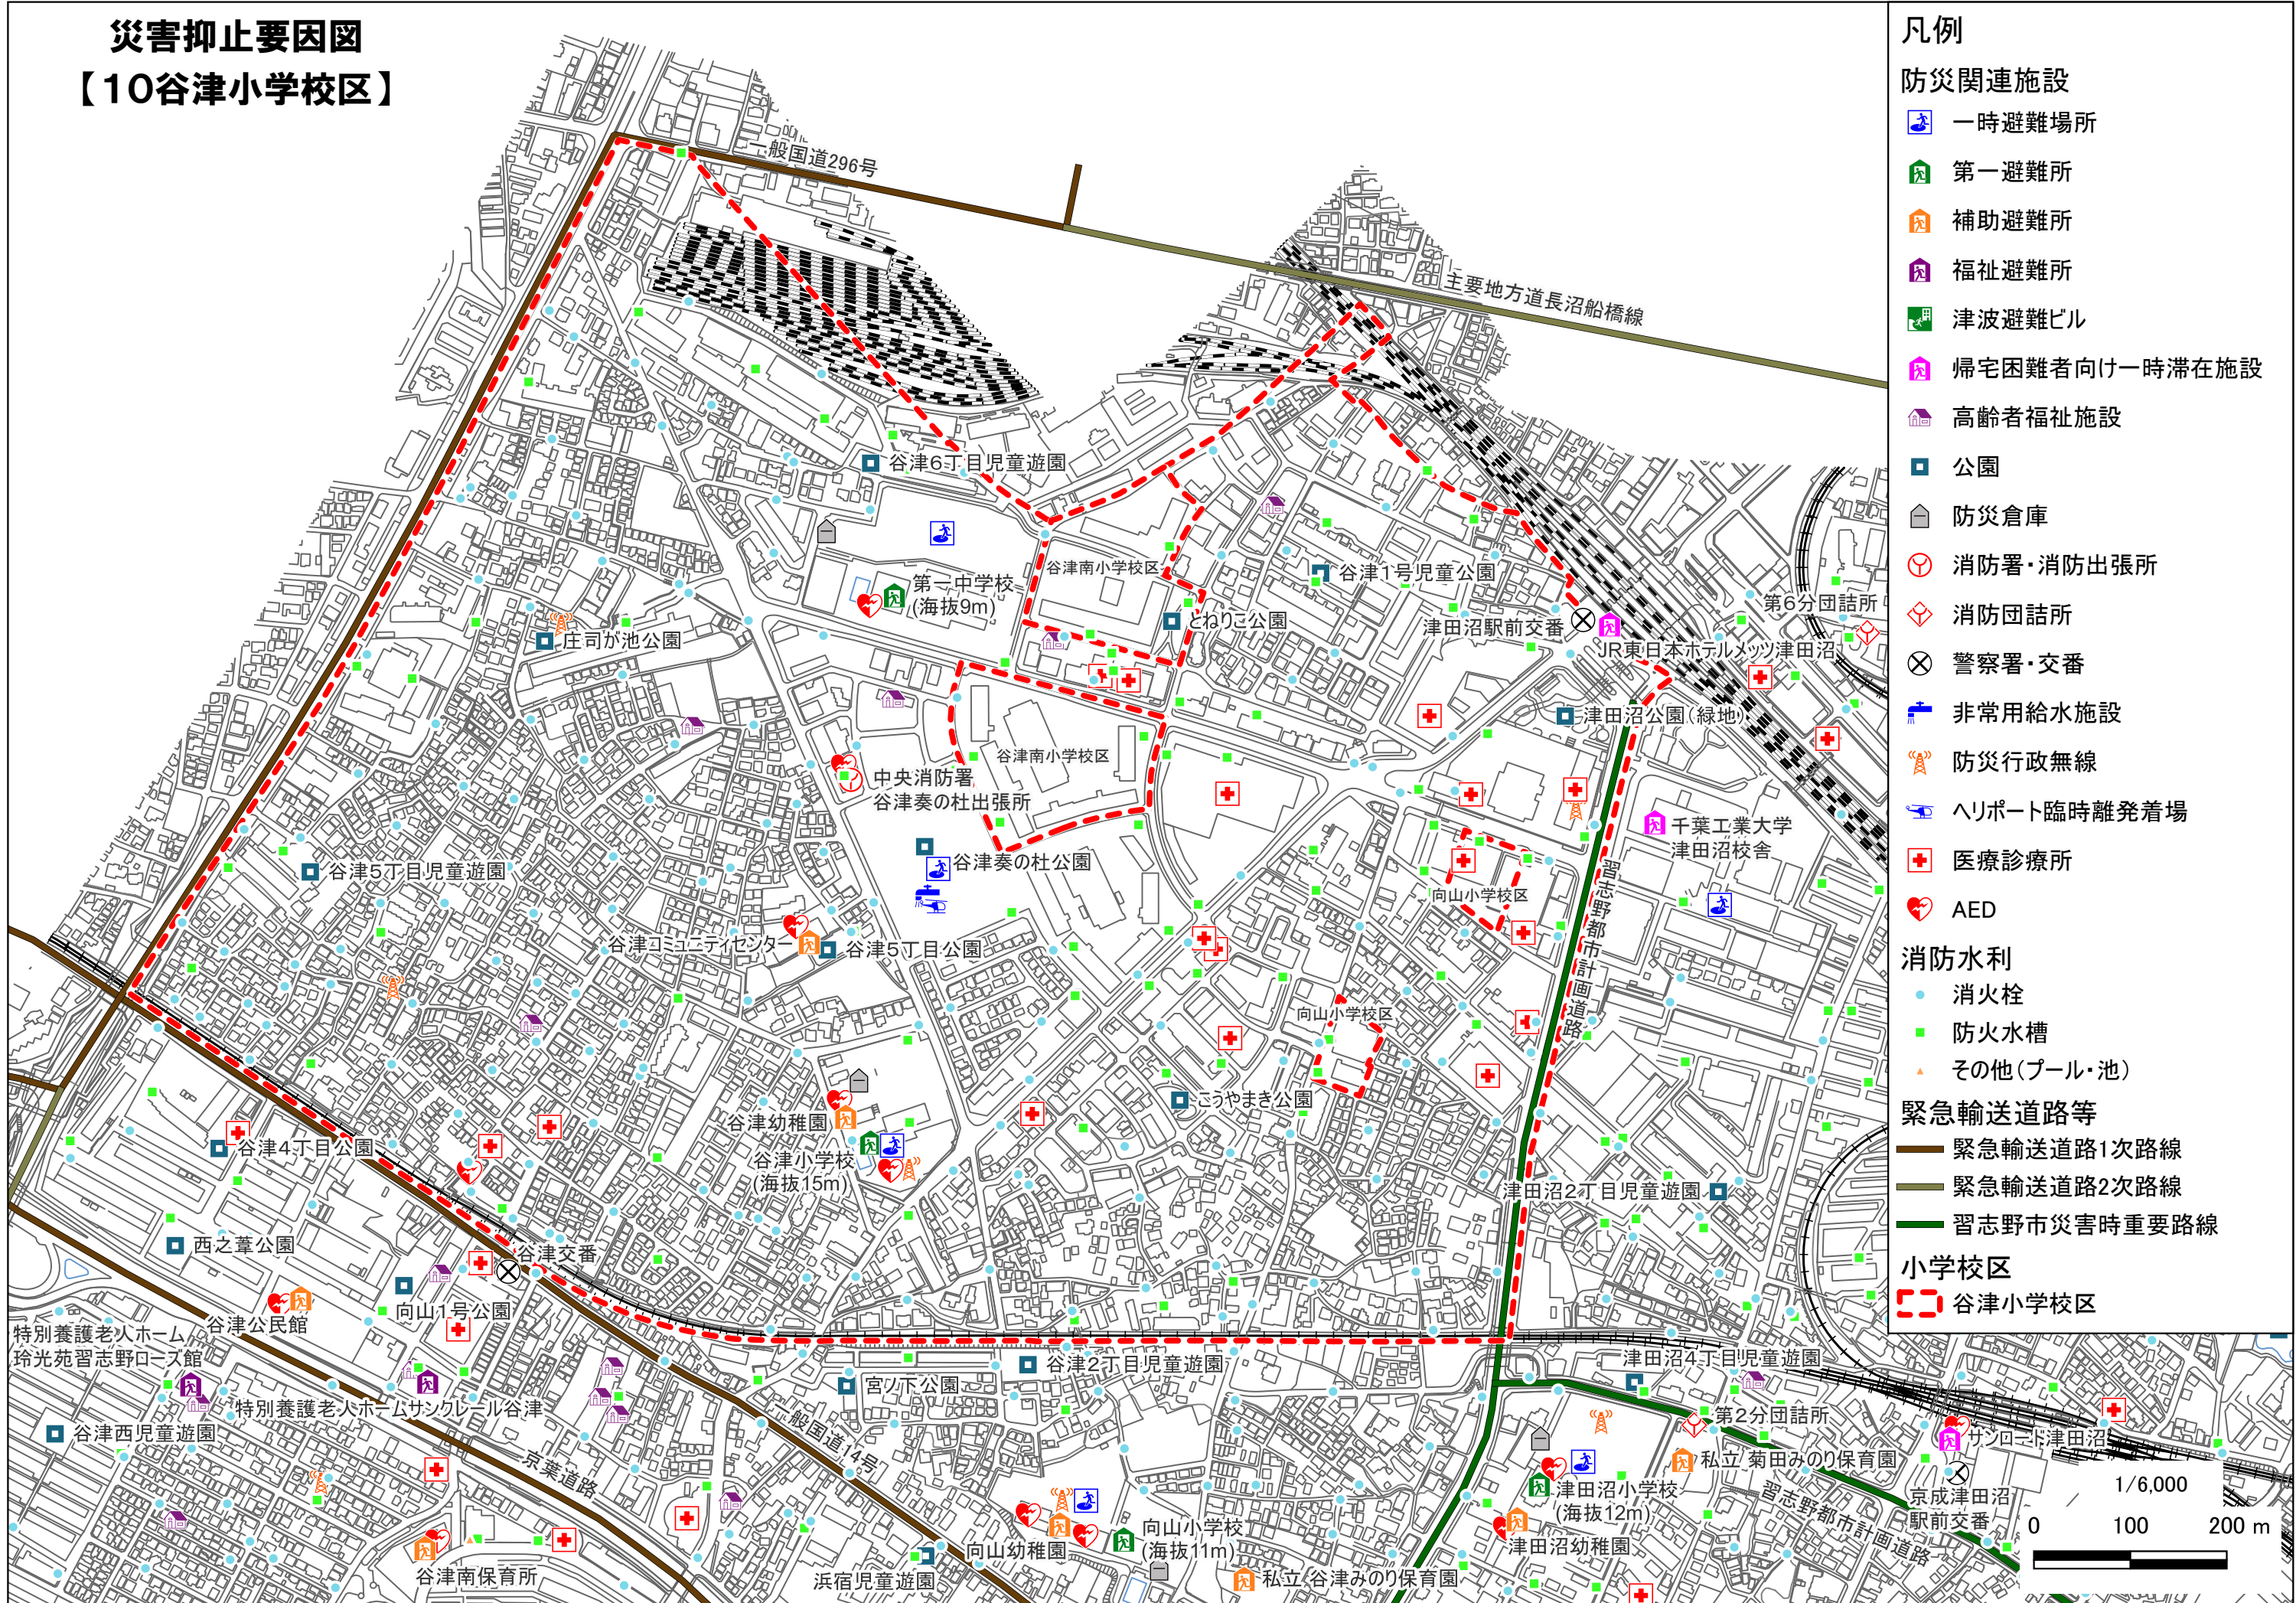 災害抑止要因図
【10谷津小学校区】
凡例
防災関連施設
一時避難場所
第一避難所
補助避難所
福祉避難所
津波避難ビル
帰宅困難者向け一時滞在施設
高齢者福祉施設
公園
防災倉庫
消防署・消防出張所
消防団詰所
警察署・交番
非常用給水施設
防災行政無線
ヘリポート臨時離発着場
医療診療所
AED
消防水利
消火栓
防火水槽
その他(プール・池)
緊急輸送道路等
緊急輸送道路1次路線
緊急輸送道路2次路線
習志野市災害時重要路線
小学校区
谷津小学校区
一般国道296号
主要地方道長沼船橋線
谷津6丁目児童遊園
谷津南小学校区
谷津1号児童公園
第一中学校
(海抜9m)
第6分団詰所
とねりこ公園
津田沼駅前交番
庄司が池公園
JR東日本ホテルメッツ津田沼
津田沼公園(緑地)
谷津南小学校区
中央消防署
谷津奏の杜出張所
千葉工業大学
津田沼校舎
谷津奏の杜公園
谷津5丁目児童遊園
向山小学校区
習志野都市計画道路
谷津コミュニティセンター
谷津5丁目公園
向山小学校区
こうやまき公園
谷津幼稚園
谷津4丁目公園
谷津小学校
(海抜15m)
津田沼2丁目児童遊園
西之葦公園
谷津交番
向山1号公園
谷津公民館
特別養護老人ホーム
玲光苑習志野ローズ館
谷津2丁目児童遊園
津田沼4丁目児童遊園
宮ノ下公園
特別養護老人ホームサンクレール谷津
第2分団詰所
谷津西児童遊園
一般国道14号
サンロード津田沼
京葉道路
私立 菊田みのり保育園
津田沼小学校
(海抜12m)
習志野都市計画道路
京成津田沼
駅前交番
向山小学校
(海抜11m)
向山幼稚園
津田沼幼稚園
谷津南保育所
浜宿児童遊園
私立 谷津みのり保育園
1/6,000
0 100 200 m